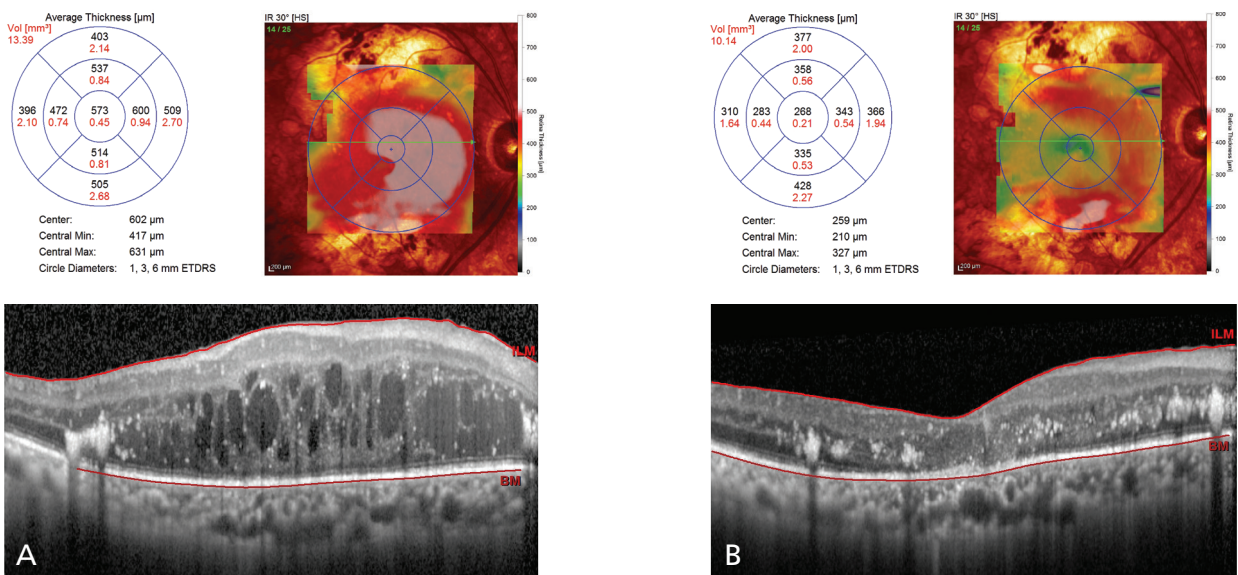 Average Thickness [µm]
Vol [mm³]
13.39
403
2.14
537
0.84
396 472 573 600 509
2.10 0.74 0.45 0.94 2.70
514
0.81
505
2.68
Center: 602 µm
Central Min: 417 µm
Central Max: 631 µm
Circle Diameters: 1, 3, 6 mm ETDRS
IR 30° [HS]
14 / 25
200 µm
800
700
600
500
400
300
200
100
0
Retina Thickness [µm]
ILM
BM
A
Average Thickness [µm]
Vol [mm³]
10.14
377
2.00
358
0.56
310 283 268 343 366
1.64 0.44 0.21 0.54 1.94
335
0.53
428
2.27
Center: 259 µm
Central Min: 210 µm
Central Max: 327 µm
Circle Diameters: 1, 3, 6 mm ETDRS
IR 30° [HS]
14 / 25
200 µm
800
700
600
500
400
300
200
100
0
Retina Thickness [µm]
ILM
BM
B